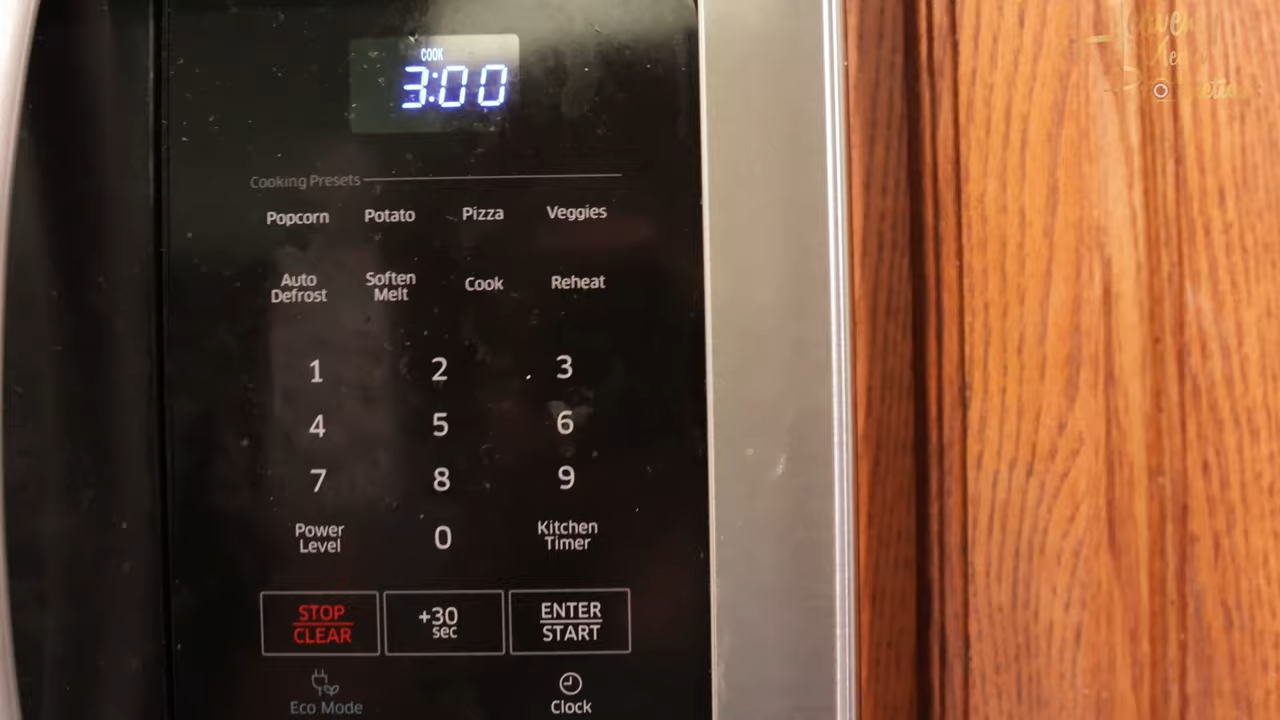 COOK
3:00
Cooking Presets
Popcorn Potato Pizza Veggies
Auto Defrost Soften Melt Cook Reheat
1 2 3
4 5 6
7 8 9
Power Level 0 Kitchen Timer
STOP CLEAR +30 sec ENTER START
Eco Mode Clock